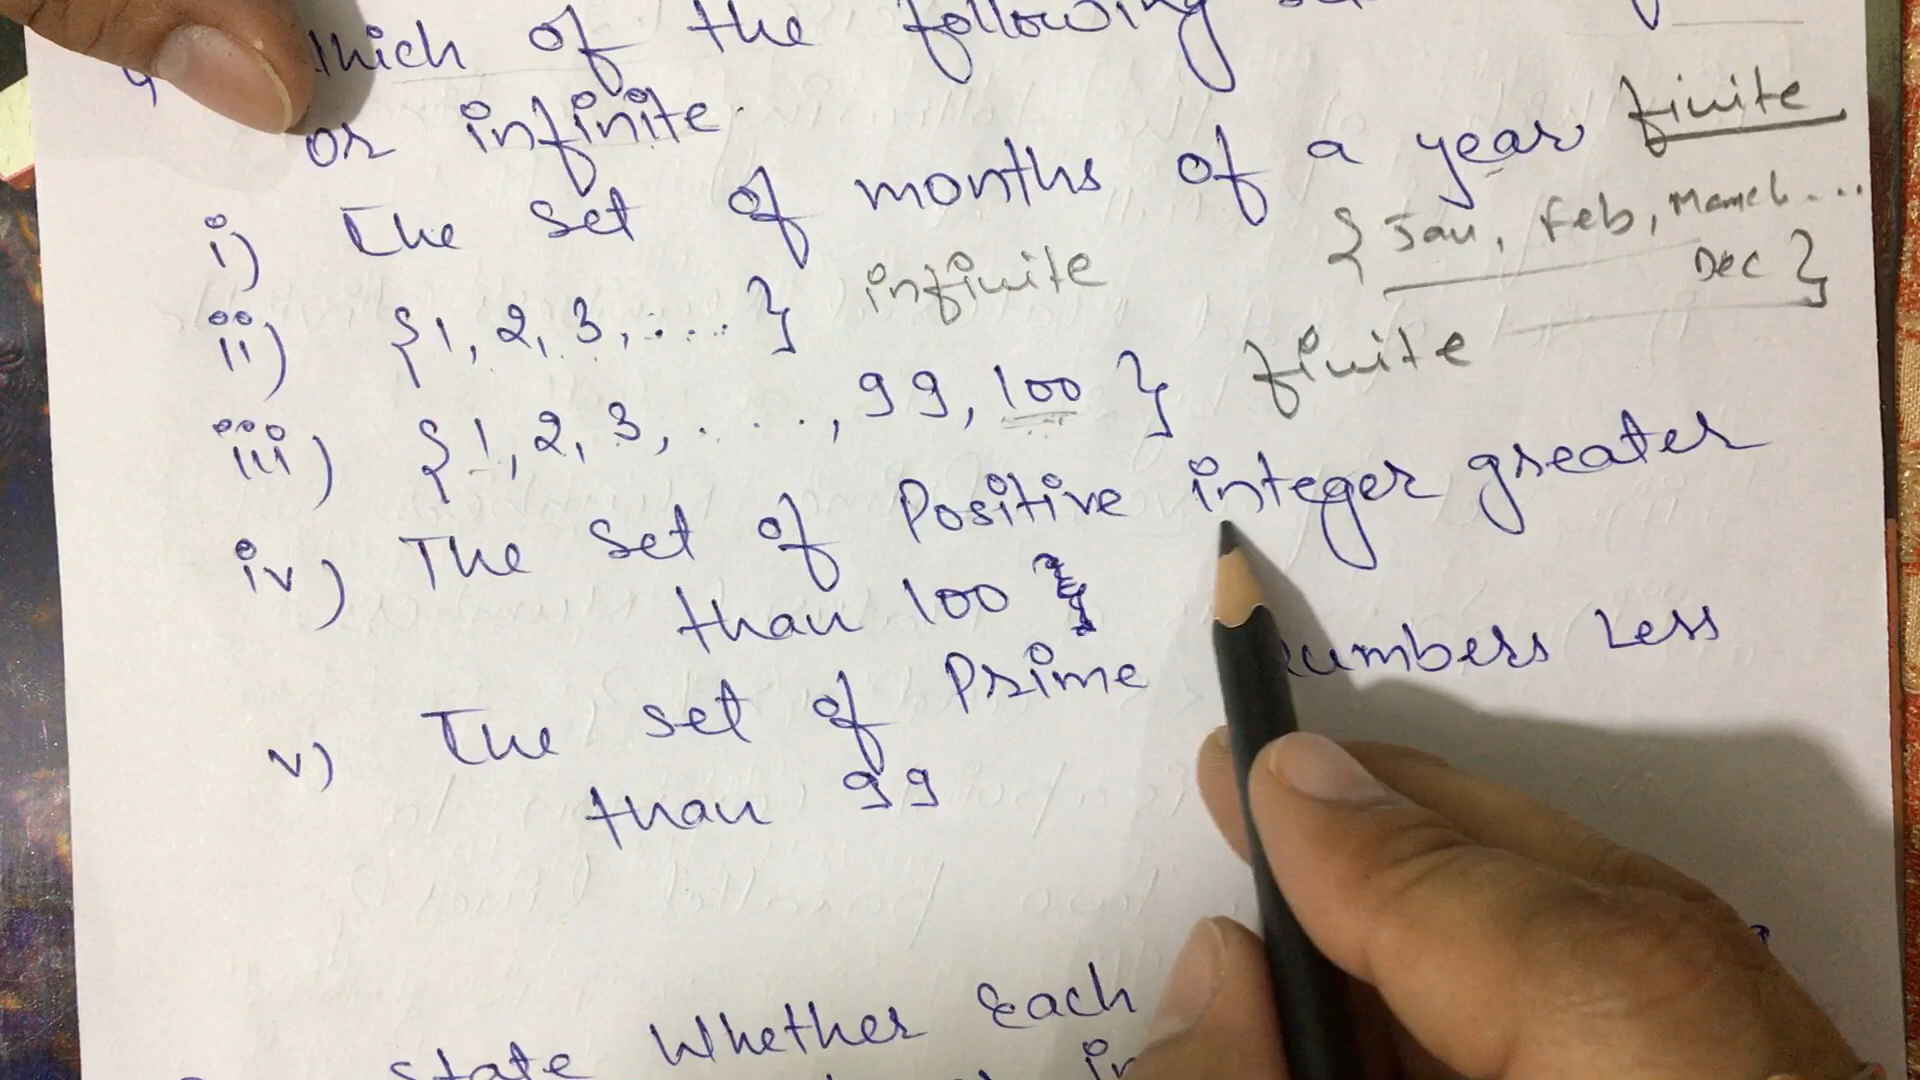 of the following
or infinite.
i) The set of months of a year finite
{ Jan, Feb, March...
Dec }
ii) {1, 2, 3, .... } infinite
iii) {1, 2, 3, ...., 99, 100 } finite
iv) The set of Positive integer greater
than 100 }
v) The set of Prime numbers Less
than 99
state Whether Each